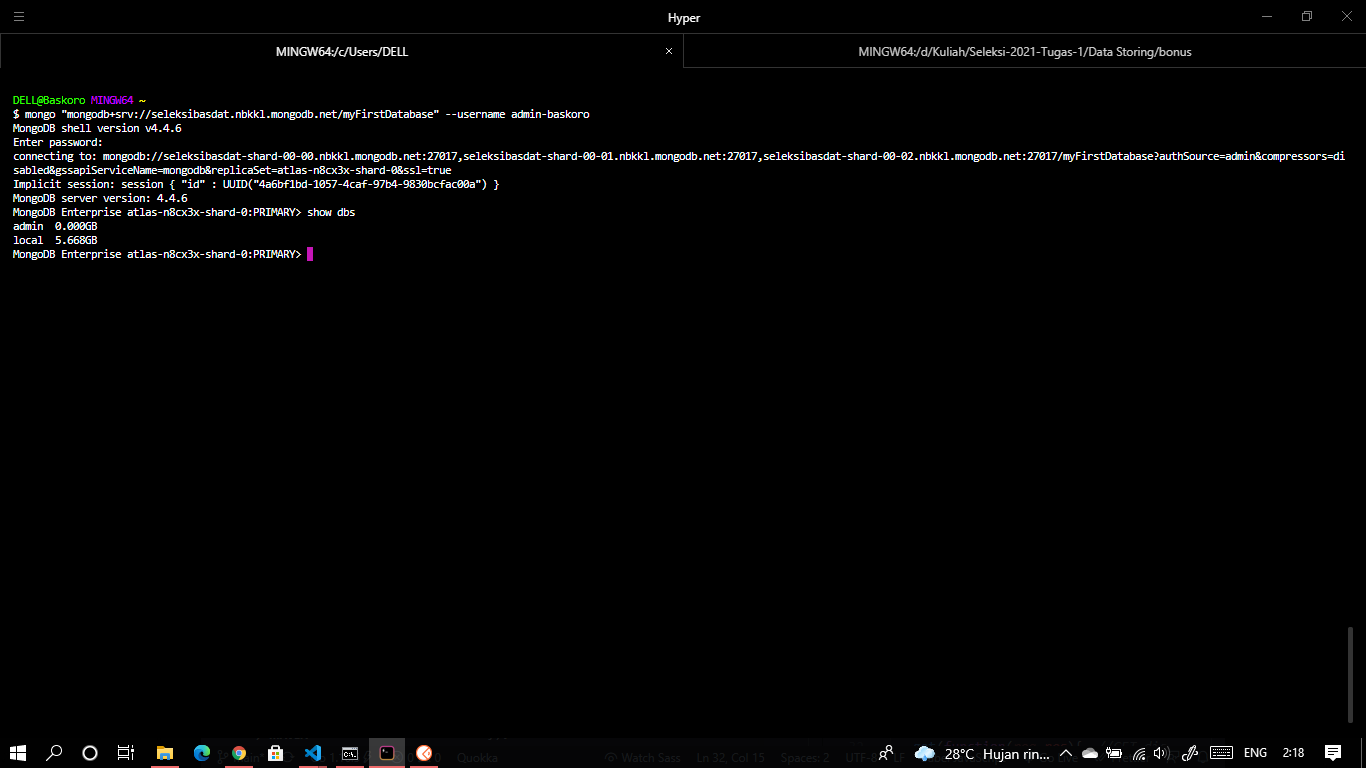 Hyper
MINGW64:/c/Users/DELL
MINGW64:/d/Kuliah/Seleksi-2021-Tugas-1/Data Storing/bonus
DELL@Baskoro MINGW64 ~
$ mongo "mongodb+srv://seleksibasdat.nbkkl.mongodb.net/myFirstDatabase" --username admin-baskoro
MongoDB shell version v4.4.6
Enter password:
connecting to: mongodb://seleksibasdat-shard-00-00.nbkkl.mongodb.net:27017,seleksibasdat-shard-00-01.nbkkl.mongodb.net:27017,seleksibasdat-shard-00-02.nbkkl.mongodb.net:27017/myFirstDatabase?authSource=admin&compressors=di
sabled&gssapiServiceName=mongodb&replicaSet=atlas-n8cx3x-shard-0&ssl=true
Implicit session: session { "id" : UUID("4a6bf1bd-1057-4caf-97b4-9830bcfac00a") }
MongoDB server version: 4.4.6
MongoDB Enterprise atlas-n8cx3x-shard-0:PRIMARY> show dbs
admin  0.000GB
local  5.668GB
MongoDB Enterprise atlas-n8cx3x-shard-0:PRIMARY>
Quokka
Watch Sass
Ln 32 Col 15
Spaces: 2
28°C Hujan rin...
ENG
2:18